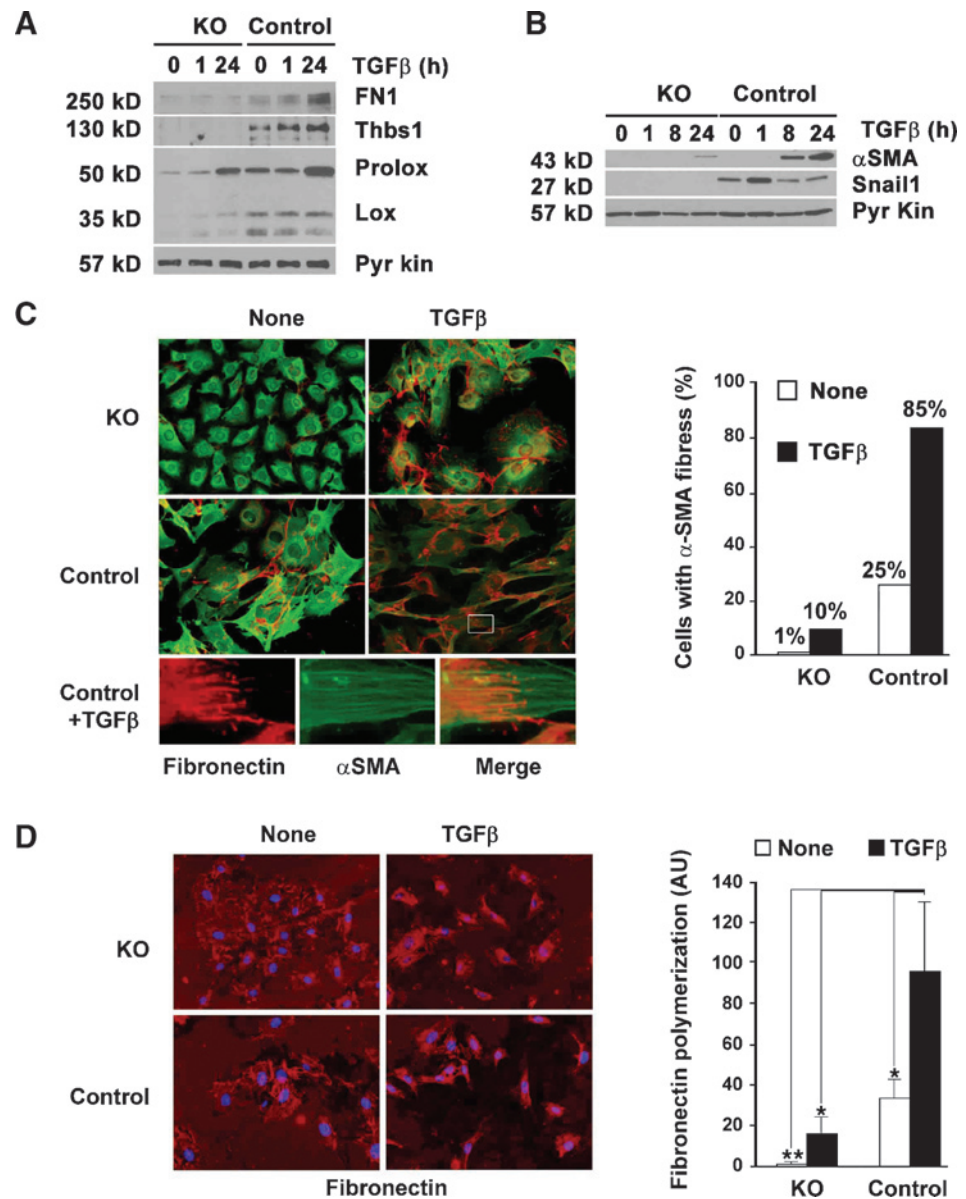 A
KO Control
0 1 24 0 1 24 TGFβ (h)
250 kD FN1
130 kD Thbs1
50 kD Prolox
35 kD Lox
57 kD Pyr kin
B
KO Control
0 1 8 24 0 1 8 24 TGFβ (h)
43 kD αSMA
27 kD Snail1
57 kD Pyr Kin
C
None TGFβ
KO
Control
Control
+TGFβ
Fibronectin αSMA Merge
Cells with α-SMA fibress (%)
None
TGFβ
80
60
40
20
0
1% 10% 25% 85%
KO Control
D
None TGFβ
KO
Control
Fibronectin
None TGFβ
Fibronectin polymerization (AU)
140
120
100
80
60
40
20
0
** * *
KO Control